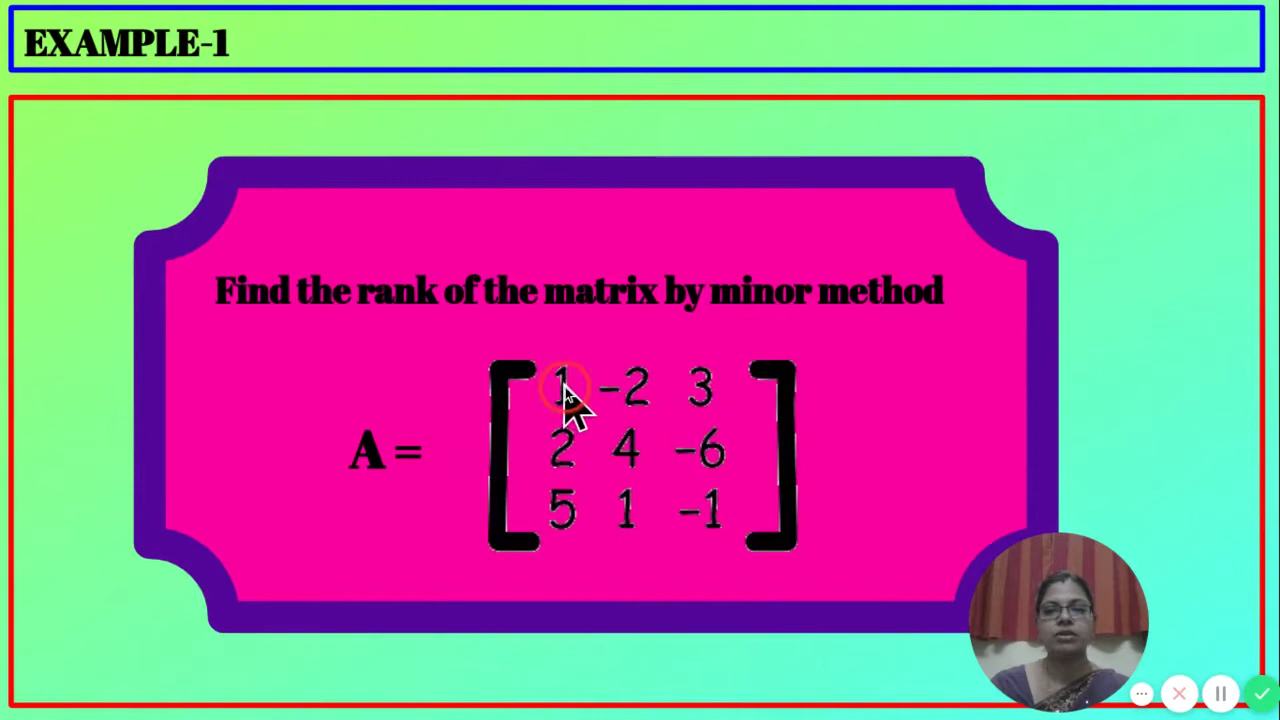 EXAMPLE-1
Find the rank of the matrix by minor method
A =
1 -2 3
2 4 -6
5 1 -1